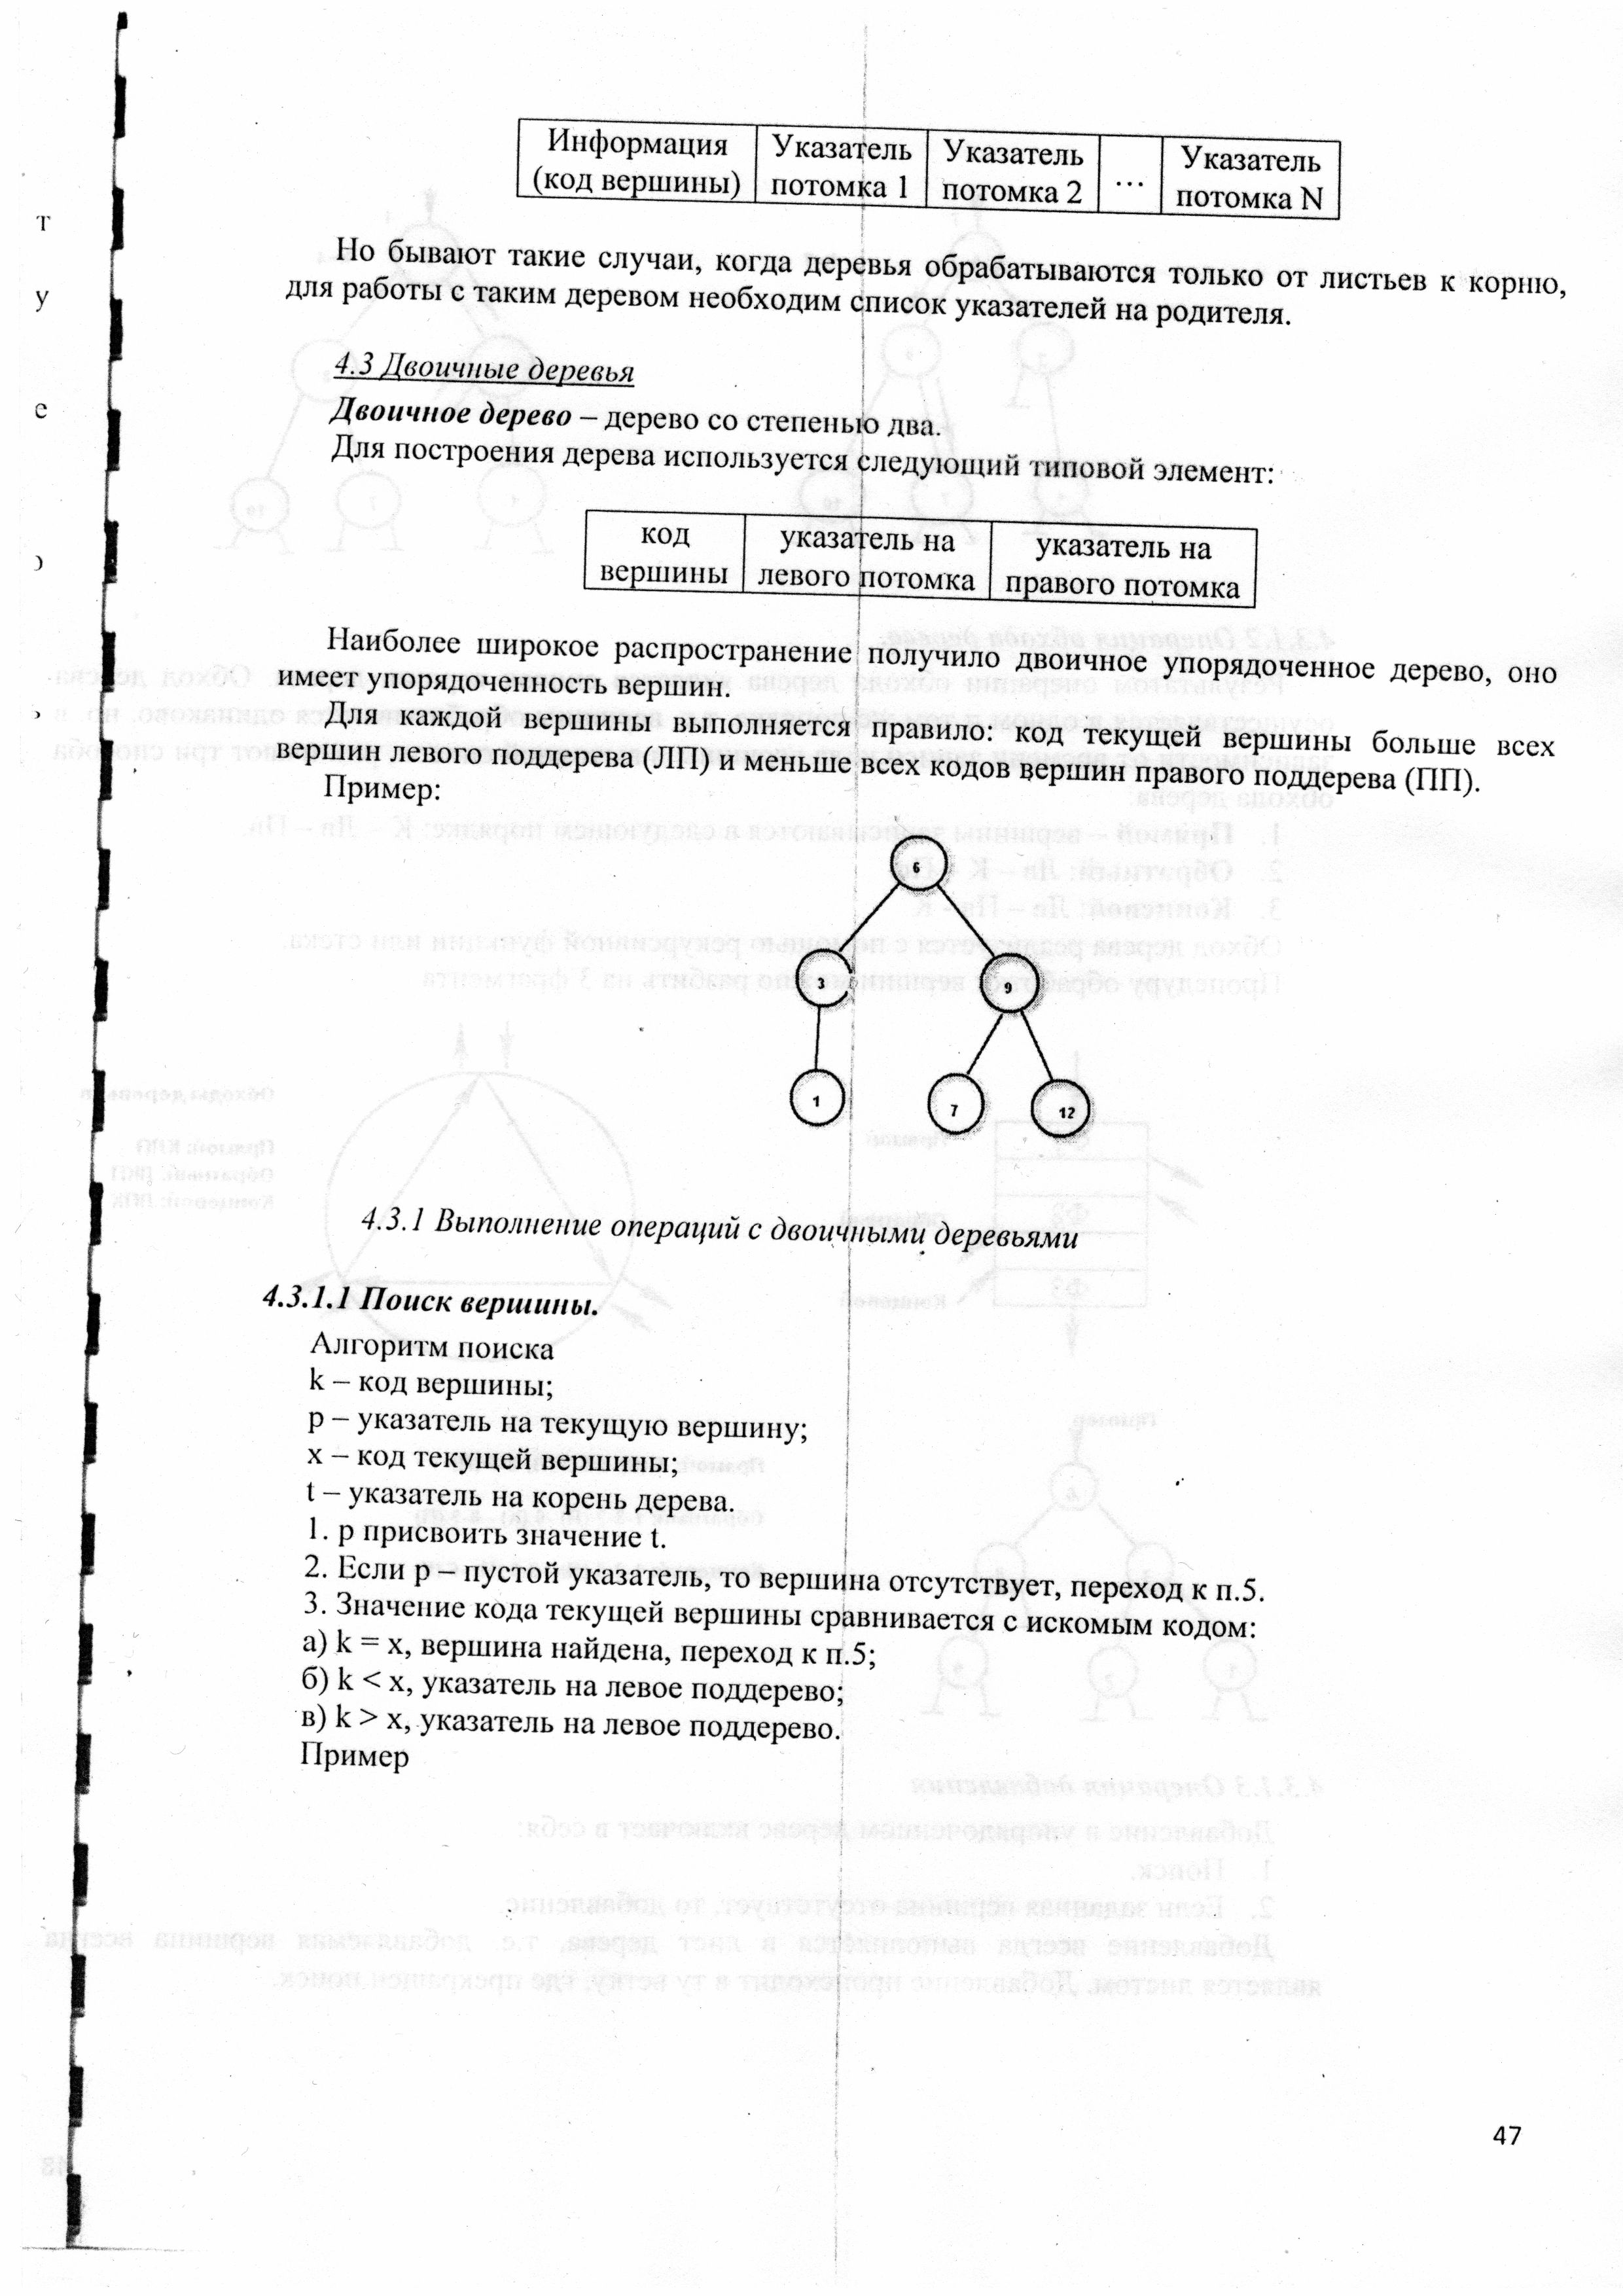 Информация (код вершины) Указатель потомка 1 Указатель потомка 2 ... Указатель потомка N
Но бывают такие случаи, когда деревья обрабатываются только от листьев к корню,
для работы с таким деревом необходим список указателей на родителя.
4.3 Двоичные деревья
Двоичное дерево – дерево со степенью два.
Для построения дерева используется следующий типовой элемент:
код вершины указатель на левого потомка указатель на правого потомка
Наиболее широкое распространение получило двоичное упорядоченное дерево, оно
имеет упорядоченность вершин.
Для каждой вершины выполняется правило: код текущей вершины больше всех
вершин левого поддерева (ЛП) и меньше всех кодов вершин правого поддерева (ПП).
Пример:
6
3 9
1 7 12
4.3.1 Выполнение операций с двоичными деревьями
4.3.1.1 Поиск вершины.
Алгоритм поиска
k – код вершины;
p – указатель на текущую вершину;
x – код текущей вершины;
t – указатель на корень дерева.
1. p присвоить значение t.
2. Если p – пустой указатель, то вершина отсутствует, переход к п.5.
3. Значение кода текущей вершины сравнивается с искомым кодом:
а) k = x, вершина найдена, переход к п.5;
б) k < x, указатель на левое поддерево;
в) k > x, указатель на левое поддерево.
Пример
47